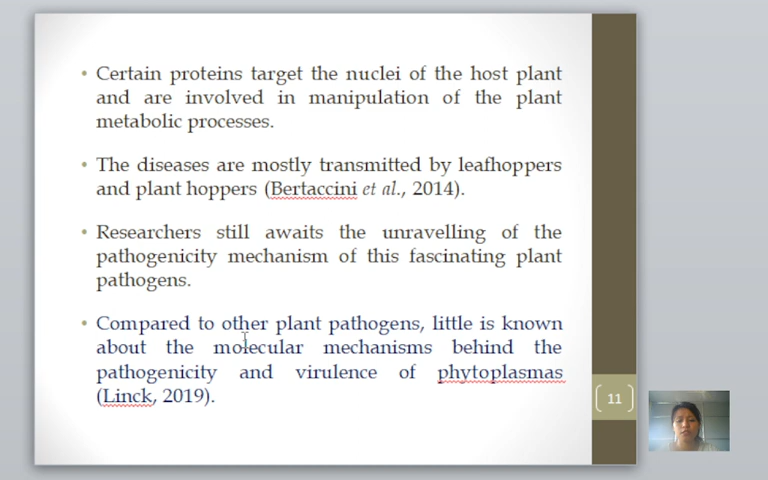 • Certain proteins target the nuclei of the host plant
and are involved in manipulation of the plant
metabolic processes.
• The diseases are mostly transmitted by leafhoppers
and plant hoppers (Bertaccini et al., 2014).
• Researchers still awaits the unravelling of the
pathogenicity mechanism of this fascinating plant
pathogens.
• Compared to other plant pathogens, little is known
about the molecular mechanisms behind the
pathogenicity and virulence of phytoplasmas
(Linck, 2019).
11